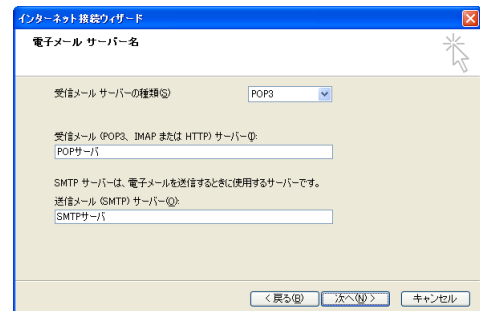 インターネット接続ウィザード
電子メール サーバー名
受信メール サーバーの種類(S)
POP3
受信メール (POP3、IMAP または HTTP) サーバー(I):
POPサーバ
SMTP サーバーは、電子メールを送信するときに使用するサーバーです。
送信メール (SMTP) サーバー(O):
SMTPサーバ
< 戻る(B) 次へ(N) > キャンセル